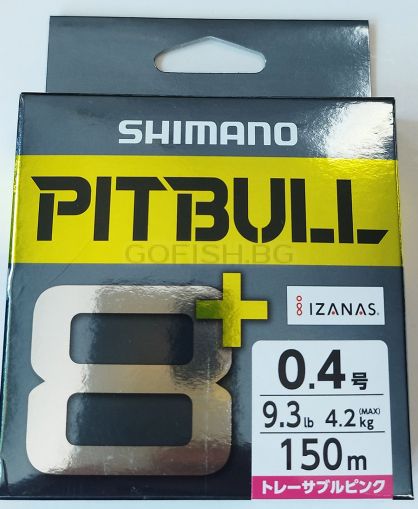 SHIMANO
PITBULL
GOFISH.BG
8+
IZANAS®
0.4号
9.3lb 4.2kg (MAX)
150m
トレーサブルピンク